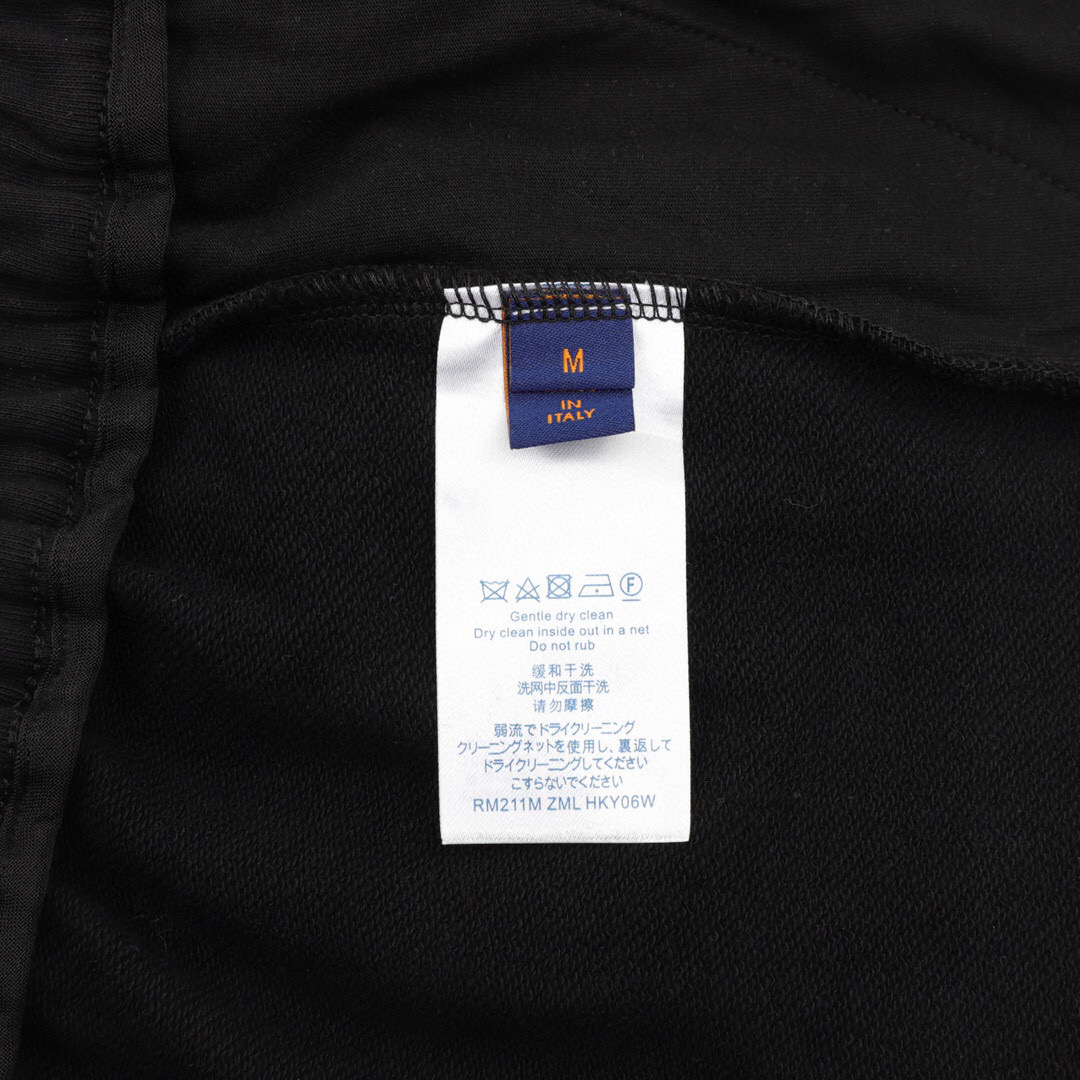 M
IN
ITALY
F
Gentle dry clean
Dry clean inside out in a net
Do not rub
缓和干洗
洗网中反面干洗
请勿摩擦
弱流でドライクリーニング
クリーニングネットを使用し、裏返して
ドライクリーニングしてください
こすらないでください
RM211M ZML HKY06W